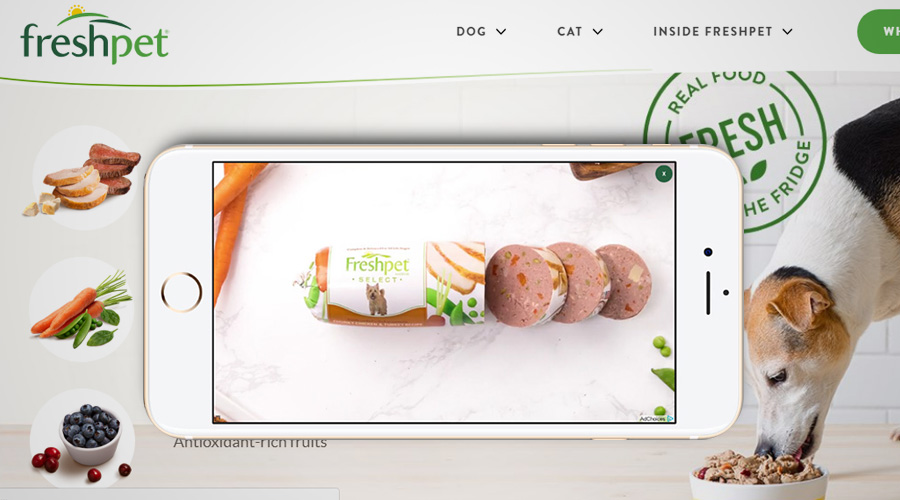 freshpet
DOG
CAT
INSIDE FRESHPET
WH
REAL FOOD
FRESH
THE FRIDGE
X
Freshpet
SELECT
AdChoices
Antioxidant-rich fruits